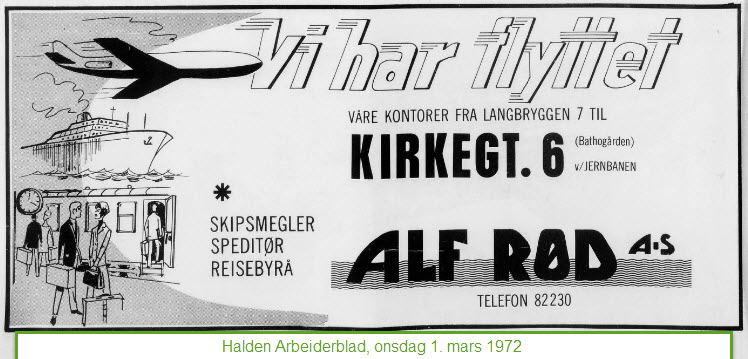 Vi har flyttet
VÅRE KONTORER FRA LANGBRYGGEN 7 TIL
KIRKEGT. 6 (Bathogården)
v/JERNBANEN
*
SKIPSMEGLER
SPEDITØR
REISEBYRÅ
ALF RØD A·S
TELEFON 82230
Halden Arbeiderblad, onsdag 1. mars 1972